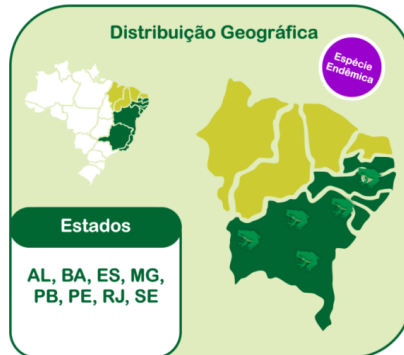 Distribuição Geográfica
Espécie
Endêmica
Estados
AL, BA, ES, MG,
PB, PE, RJ, SE